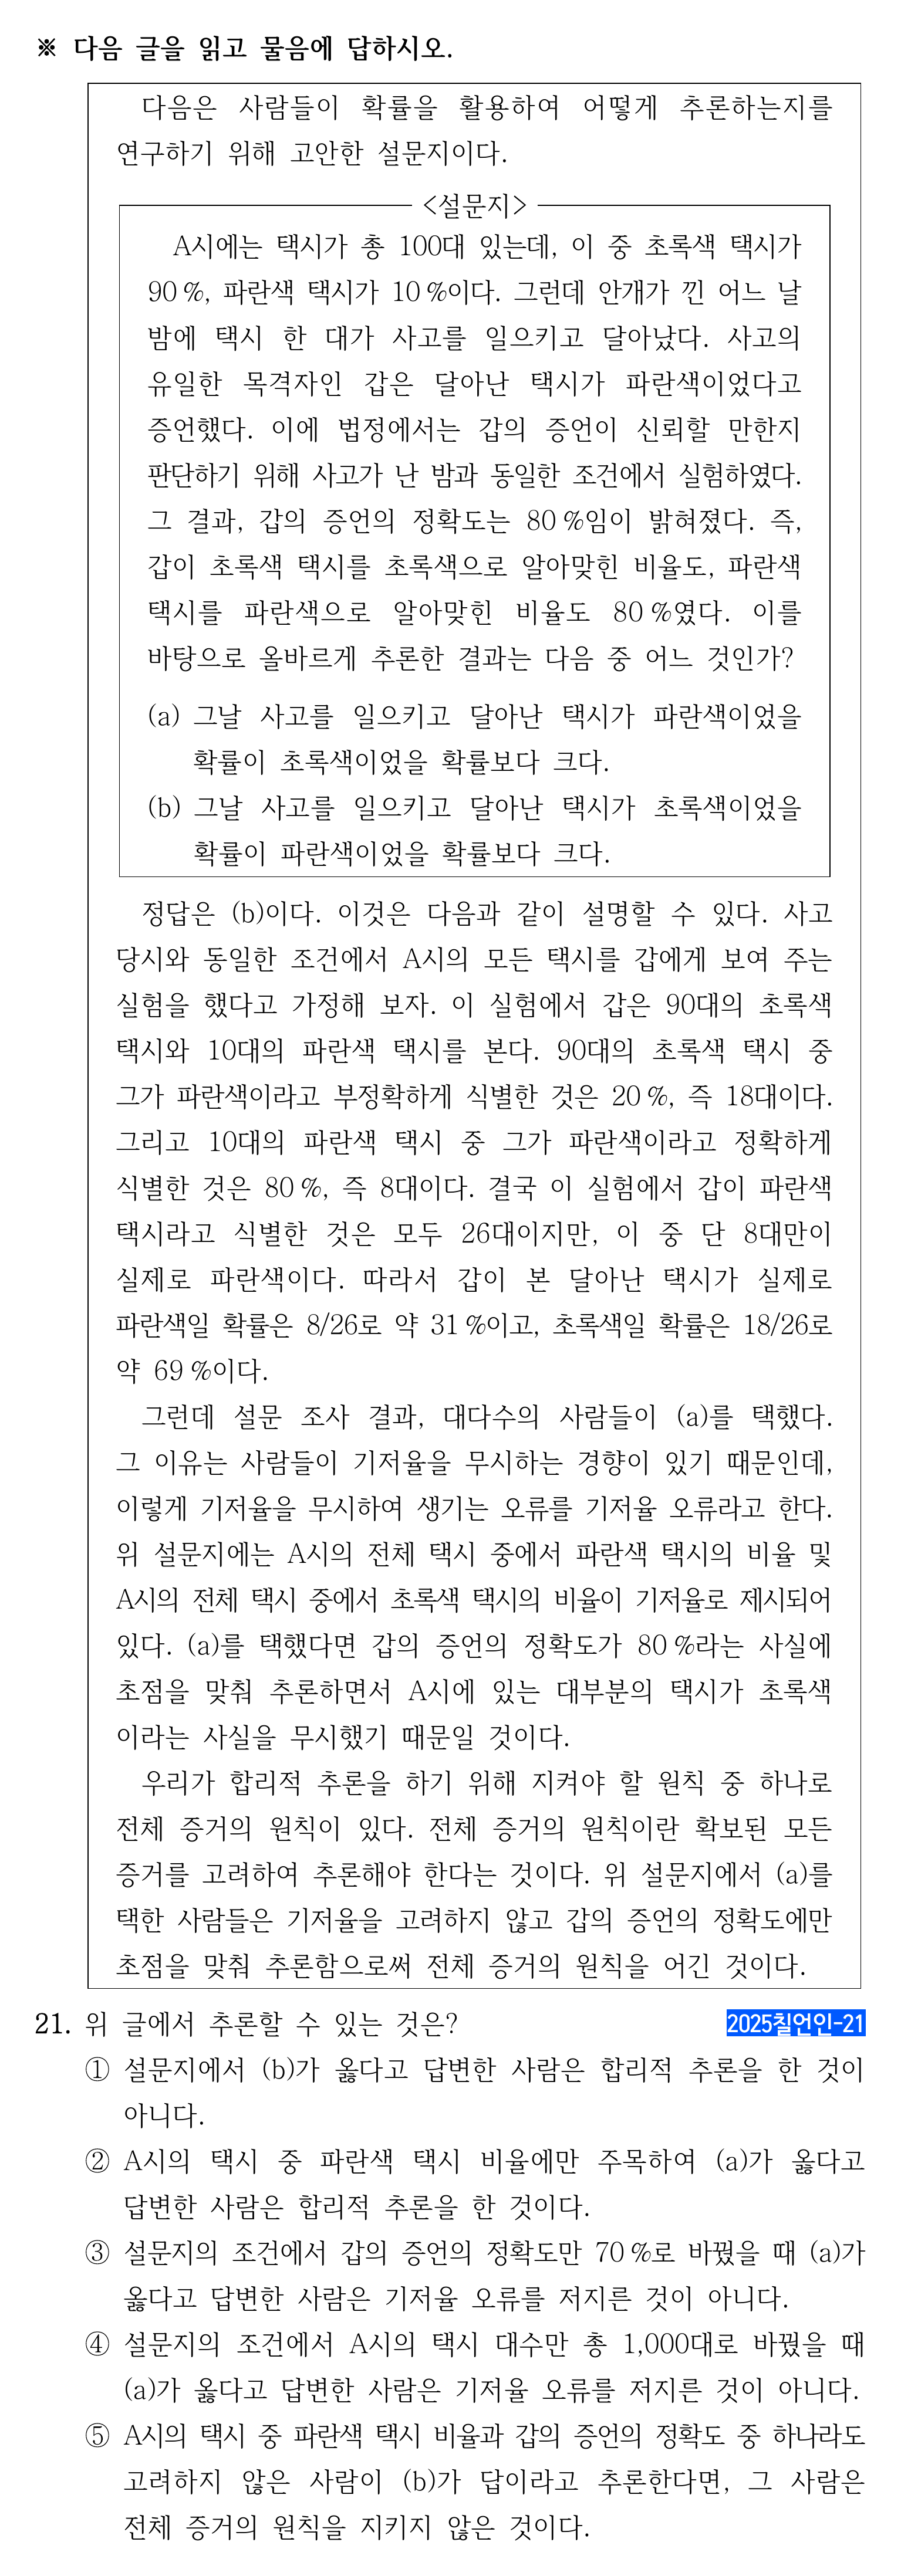 ※ 다음 글을 읽고 물음에 답하시오.
다음은 사람들이 확률을 활용하여 어떻게 추론하는지를
연구하기 위해 고안한 설문지이다.
<설문지>
A시에는 택시가 총 100대 있는데, 이 중 초록색 택시가
90%, 파란색 택시가 10%이다. 그런데 안개가 낀 어느 날
밤에 택시 한 대가 사고를 일으키고 달아났다. 사고의
유일한 목격자인 갑은 달아난 택시가 파란색이었다고
증언했다. 이에 법정에서는 갑의 증언이 신뢰할 만한지
판단하기 위해 사고가 난 밤과 동일한 조건에서 실험하였다.
그 결과, 갑의 증언의 정확도는 80%임이 밝혀졌다. 즉,
갑이 초록색 택시를 초록색으로 알아맞힌 비율도, 파란색
택시를 파란색으로 알아맞힌 비율도 80%였다. 이를
바탕으로 올바르게 추론한 결과는 다음 중 어느 것인가?
(a) 그날 사고를 일으키고 달아난 택시가 파란색이었을
확률이 초록색이었을 확률보다 크다.
(b) 그날 사고를 일으키고 달아난 택시가 초록색이었을
확률이 파란색이었을 확률보다 크다.
정답은 (b)이다. 이것은 다음과 같이 설명할 수 있다. 사고
당시와 동일한 조건에서 A시의 모든 택시를 갑에게 보여 주는
실험을 했다고 가정해 보자. 이 실험에서 갑은 90대의 초록색
택시와 10대의 파란색 택시를 본다. 90대의 초록색 택시 중
그가 파란색이라고 부정확하게 식별한 것은 20%, 즉 18대이다.
그리고 10대의 파란색 택시 중 그가 파란색이라고 정확하게
식별한 것은 80%, 즉 8대이다. 결국 이 실험에서 갑이 파란색
택시라고 식별한 것은 모두 26대이지만, 이 중 단 8대만이
실제로 파란색이다. 따라서 갑이 본 달아난 택시가 실제로
파란색일 확률은 8/26로 약 31%이고, 초록색일 확률은 18/26로
약 69%이다.
그런데 설문 조사 결과, 대다수의 사람들이 (a)를 택했다.
그 이유는 사람들이 기저율을 무시하는 경향이 있기 때문인데,
이렇게 기저율을 무시하여 생기는 오류를 기저율 오류라고 한다.
위 설문지에는 A시의 전체 택시 중에서 파란색 택시의 비율 및
A시의 전체 택시 중에서 초록색 택시의 비율이 기저율로 제시되어
있다. (a)를 택했다면 갑의 증언의 정확도가 80%라는 사실에
초점을 맞춰 추론하면서 A시에 있는 대부분의 택시가 초록색
이라는 사실을 무시했기 때문일 것이다.
우리가 합리적 추론을 하기 위해 지켜야 할 원칙 중 하나로
전체 증거의 원칙이 있다. 전체 증거의 원칙이란 확보된 모든
증거를 고려하여 추론해야 한다는 것이다. 위 설문지에서 (a)를
택한 사람들은 기저율을 고려하지 않고 갑의 증언의 정확도에만
초점을 맞춰 추론함으로써 전체 증거의 원칙을 어긴 것이다.
21. 위 글에서 추론할 수 있는 것은? 2025칠언인-21
① 설문지에서 (b)가 옳다고 답변한 사람은 합리적 추론을 한 것이
아니다.
② A시의 택시 중 파란색 택시 비율에만 주목하여 (a)가 옳다고
답변한 사람은 합리적 추론을 한 것이다.
③ 설문지의 조건에서 갑의 증언의 정확도만 70%로 바꿨을 때 (a)가
옳다고 답변한 사람은 기저율 오류를 저지른 것이 아니다.
④ 설문지의 조건에서 A시의 택시 대수만 총 1,000대로 바꿨을 때
(a)가 옳다고 답변한 사람은 기저율 오류를 저지른 것이 아니다.
⑤ A시의 택시 중 파란색 택시 비율과 갑의 증언의 정확도 중 하나라도
고려하지 않은 사람이 (b)가 답이라고 추론한다면, 그 사람은
전체 증거의 원칙을 지키지 않은 것이다.